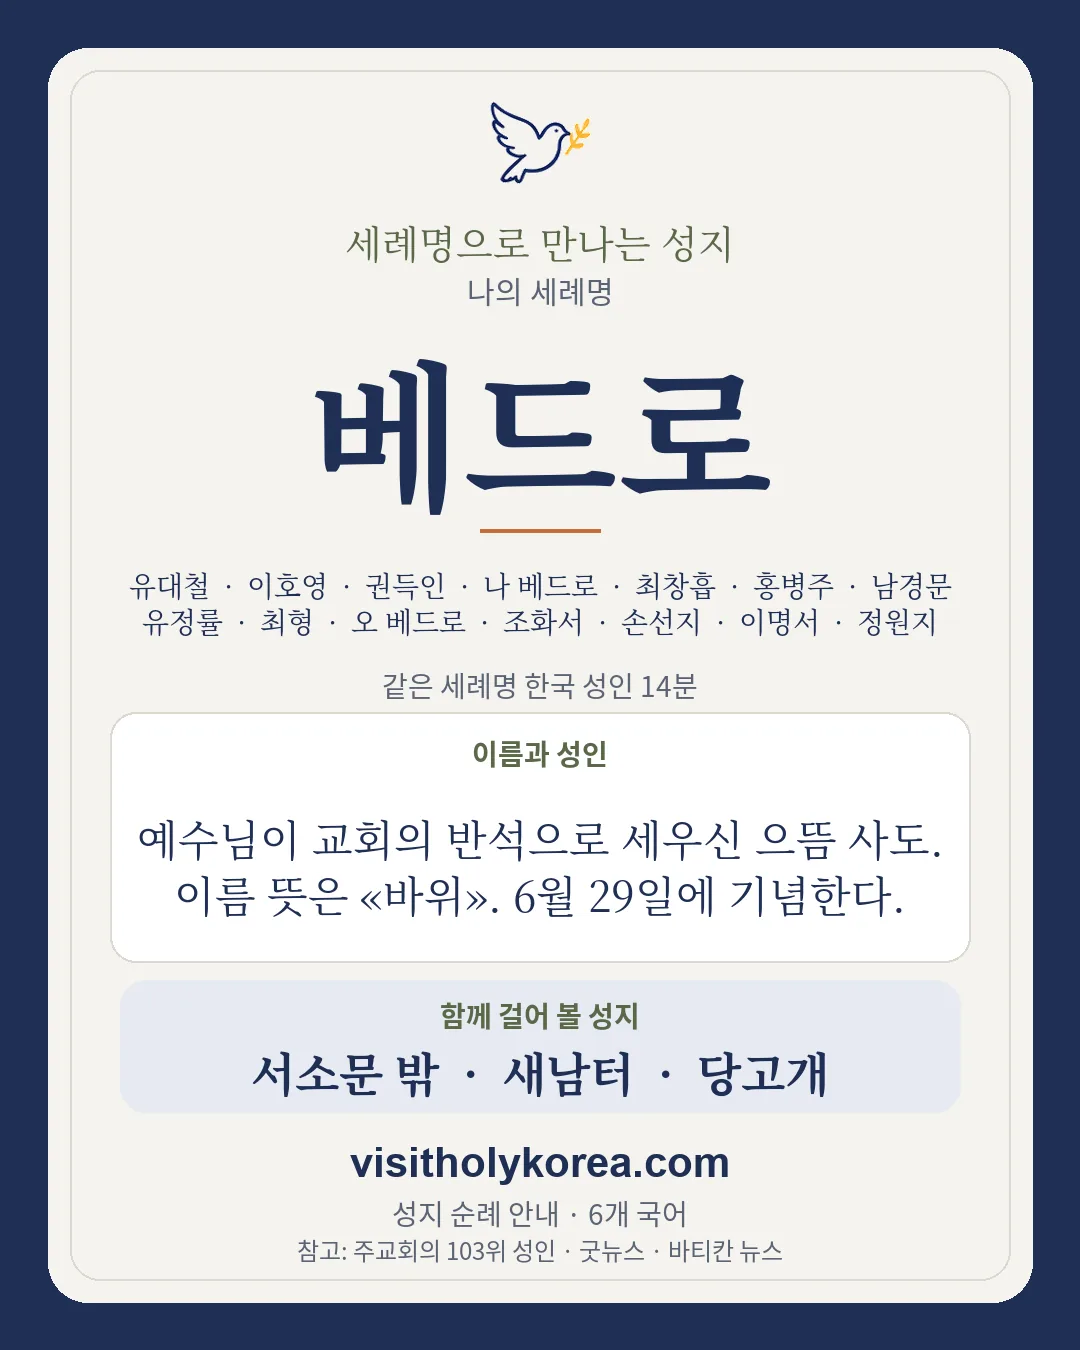 세례명으로 만나는 성지
나의 세례명
베드로
유대철 · 이호영 · 권득인 · 나 베드로 · 최창흡 · 홍병주 · 남경문
유정률 · 최형 · 오 베드로 · 조화서 · 손선지 · 이명서 · 정원지
같은 세례명 한국 성인 14분
이름과 성인
예수님이 교회의 반석으로 세우신 으뜸 사도.
이름 뜻은 «바위». 6월 29일에 기념한다.
함께 걸어 볼 성지
서소문 밖 · 새남터 · 당고개
visitholykorea.com
성지 순례 안내 · 6개 국어
참고: 주교회의 103위 성인 · 굿뉴스 · 바티칸 뉴스